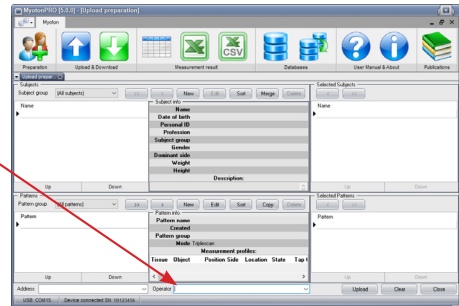 MyotonPRO [5.0.0] - [Upload preparation]
Myoton
Preparation
Upload & Download
Measurement result
Databases
User Manual & About
Publications
CSV
Upload prepar...
Subjects
Subject group [All subjects]
>> > New Edit Sort Merge Delete
Selected Subjects
< <<
Name
Subject info
Name
Date of birth
Personal ID
Profession
Subject group
Gender
Dominant side
Weight
Height
Description:
Name
Up Down
Up Down
Patterns
Pattern group [All patterns]
>> > New Edit Sort Copy Delete
Selected Patterns
< <<
Pattern
Pattern info
Pattern name
Created
Pattern group
Mode Triplescan
Measurement profiles:
Tissue Object Position Side Location State Tap t
Pattern
Up Down
Up Down
Address
Operator
Upload Clear Close
USB: COM15 Device connected SN: 10123456